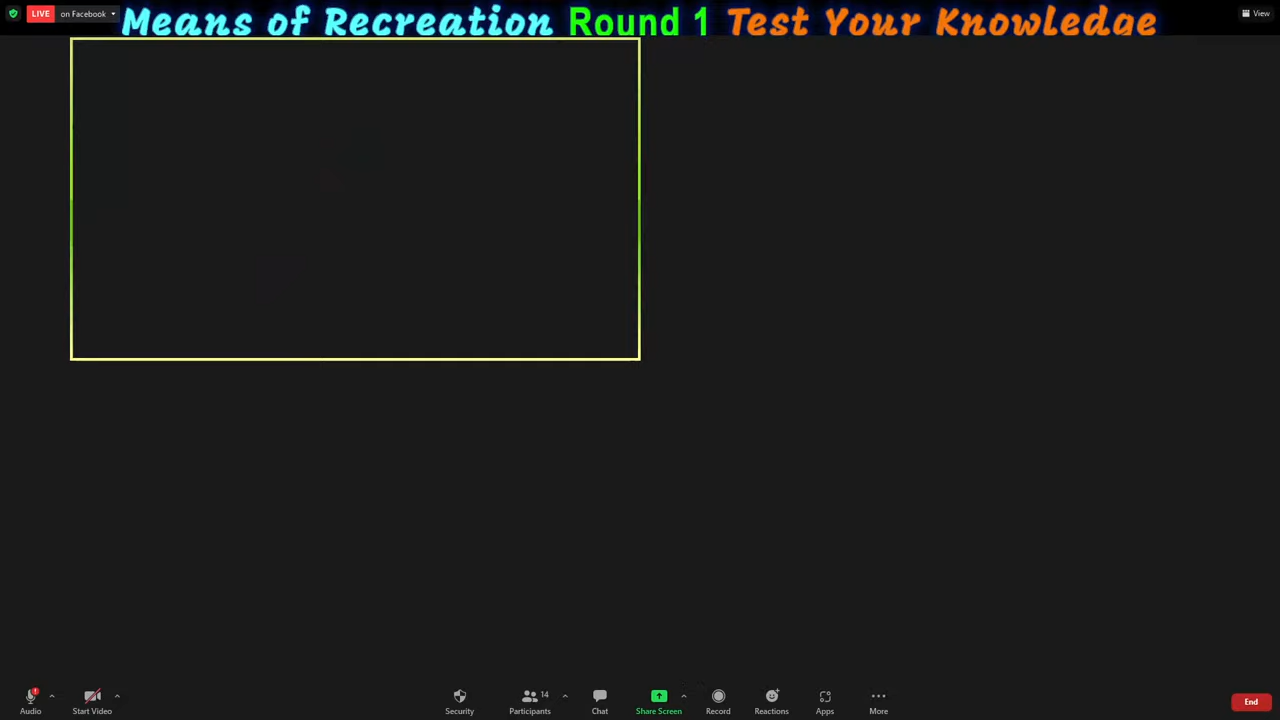 LIVE on Facebook Means of Recreation Round 1 Test Your Knowledge View
Audio Start Video Security Participants 14 Chat Share Screen Record Reactions Apps More End